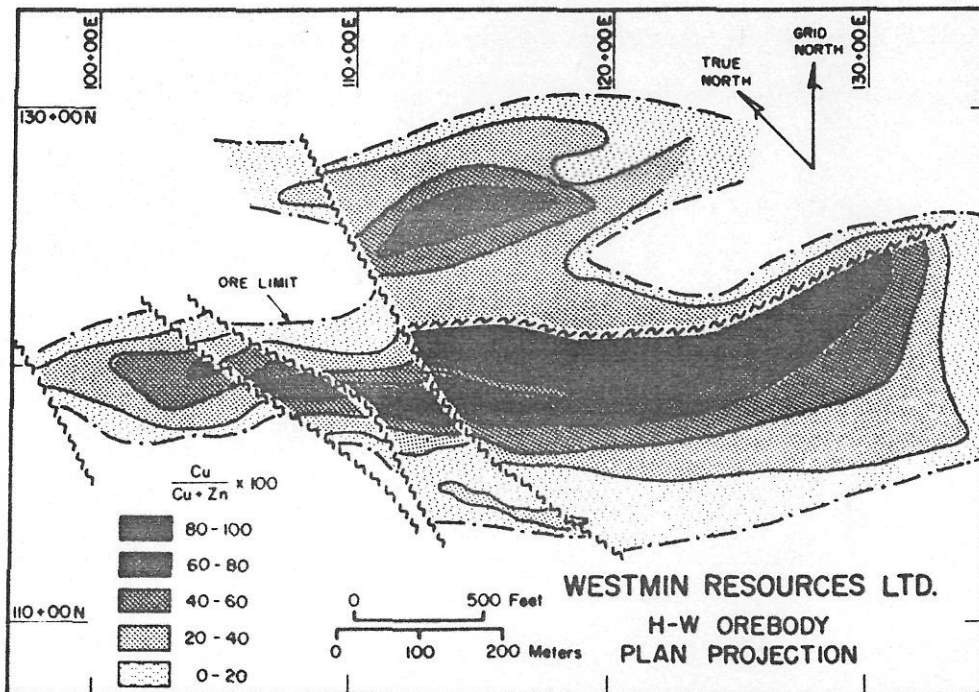 100+00E
110+00E
120+00E
130+00E
GRID
NORTH
TRUE
NORTH
130+00N
ORE LIMIT
Cu
Cu + Zn x 100
80 - 100
60 - 80
40 - 60
20 - 40
0 - 20
110+00N
0 500 Feet
0 100 200 Meters
WESTMIN RESOURCES LTD.
H-W OREBODY
PLAN PROJECTION